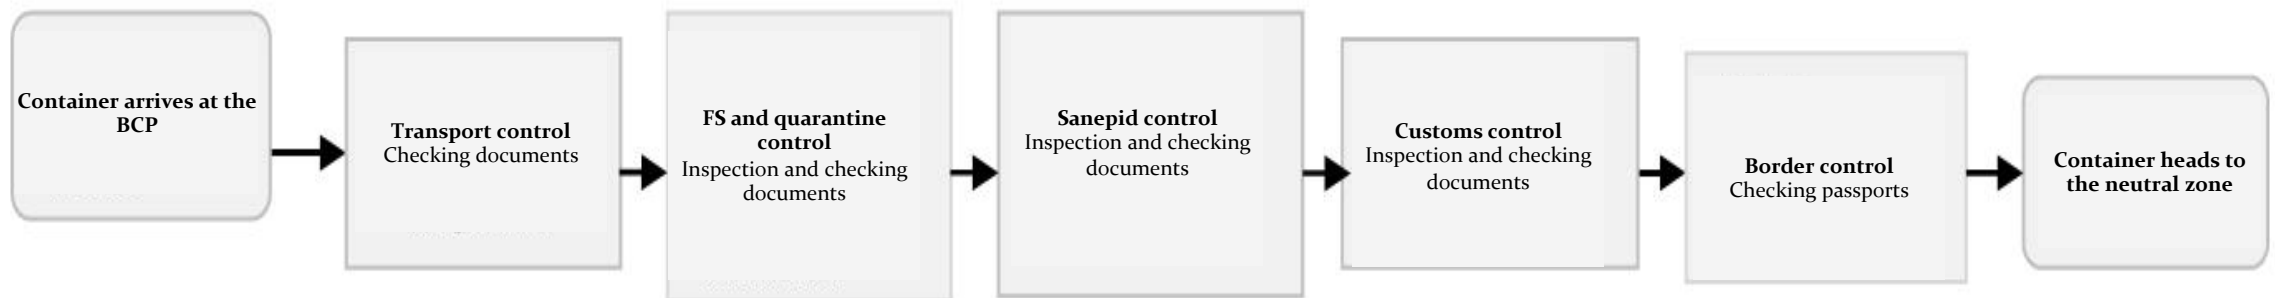 Container arrives at the
BCP
Transport control
Checking documents
FS and quarantine
control
Inspection and checking
documents
Sanepid control
Inspection and checking
documents
Customs control
Inspection and checking
documents
Border control
Checking passports
Container heads to
the neutral zone